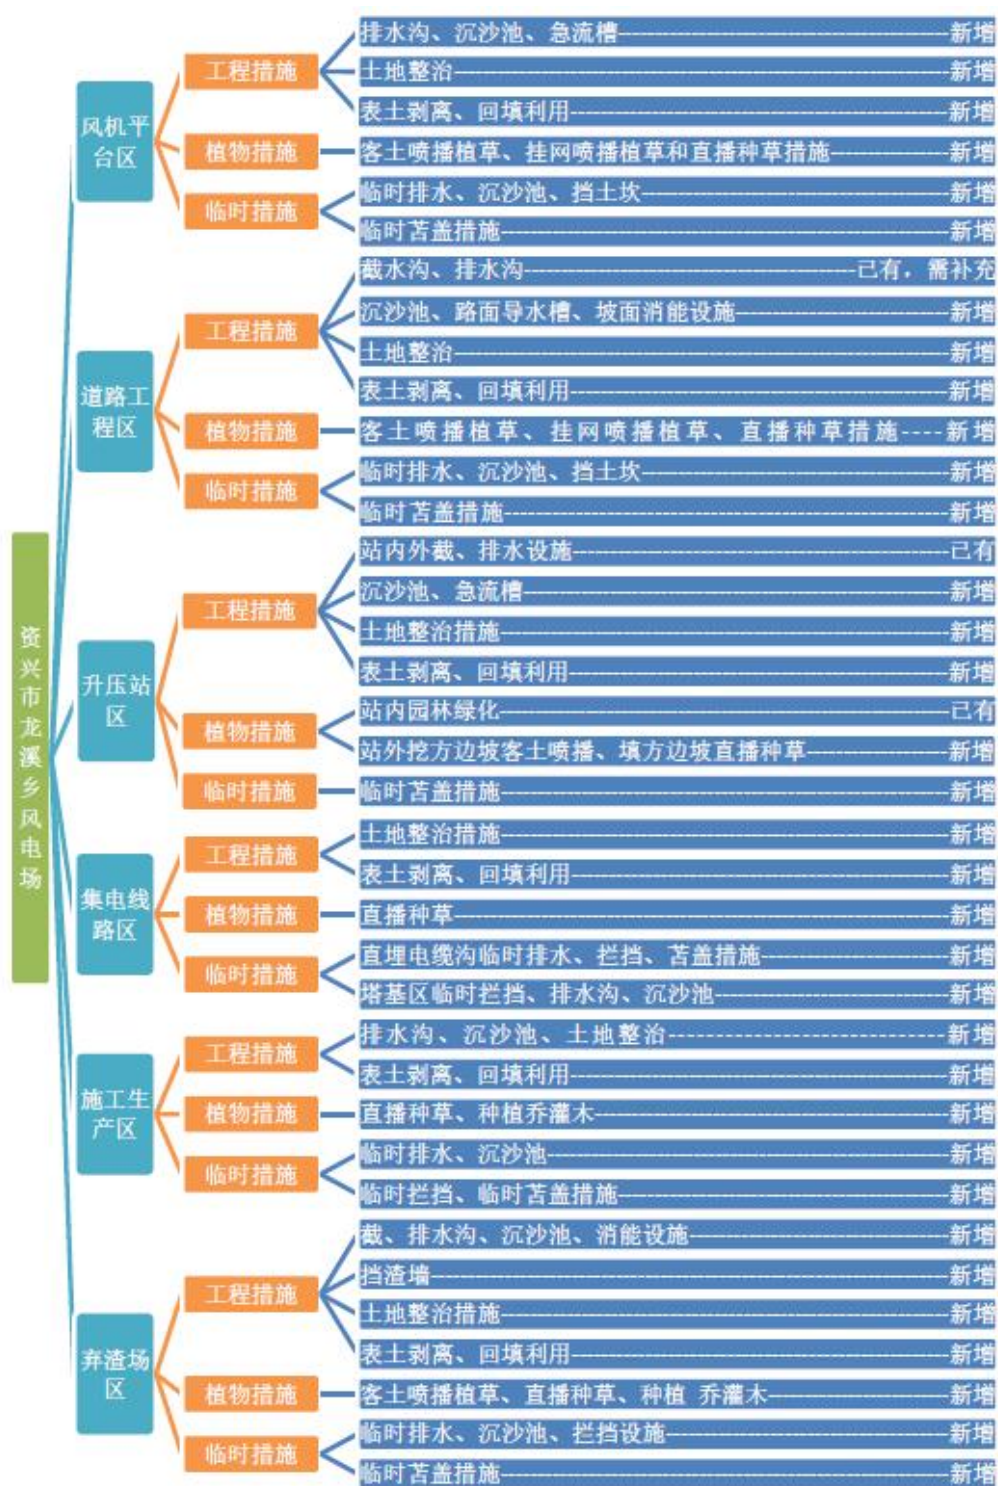 资兴市龙溪乡风电场
风机平
台区
工程措施
排水沟、沉沙池、急流槽------新增
土地整治------新增
表土剥离、回填利用------新增
植物措施
客土喷播植草、挂网喷播植草和直播种草措施------新增
临时措施
临时排水、沉沙池、挡土坎------新增
临时苫盖措施------新增
道路工
程区
工程措施
截水沟、排水沟------已有，需补充
沉沙池、路面导水槽、坡面消能设施------新增
土地整治------新增
表土剥离、回填利用------新增
植物措施
客土喷播植草、挂网喷播植草、直播种草措施----新增
临时措施
临时排水、沉沙池、挡土坎------新增
临时苫盖措施------新增
升压站
区
工程措施
站内外截、排水设施------已有
沉沙池、急流槽------新增
土地整治措施------新增
表土剥离、回填利用------新增
植物措施
站内园林绿化------已有
站外挖方边坡客土喷播、填方边坡直播种草------新增
临时措施
临时苫盖措施------新增
集电线
路区
工程措施
土地整治措施------新增
表土剥离、回填利用------新增
植物措施
直播种草------新增
临时措施
直埋电缆沟临时排水、拦挡、苫盖措施------新增
塔基区临时拦挡、排水沟、沉沙池------新增
施工生
产区
工程措施
排水沟、沉沙池、土地整治------新增
表土剥离、回填利用------新增
植物措施
直播种草、种植乔灌木------新增
临时措施
临时排水、沉沙池------新增
临时拦挡、临时苫盖措施------新增
弃渣场
区
工程措施
截、排水沟、沉沙池、消能设施------新增
挡渣墙------新增
土地整治措施------新增
表土剥离、回填利用------新增
植物措施
客土喷播植草、直播种草、种植 乔灌木------新增
临时措施
临时排水、沉沙池、拦挡设施------新增
临时苫盖措施------新增